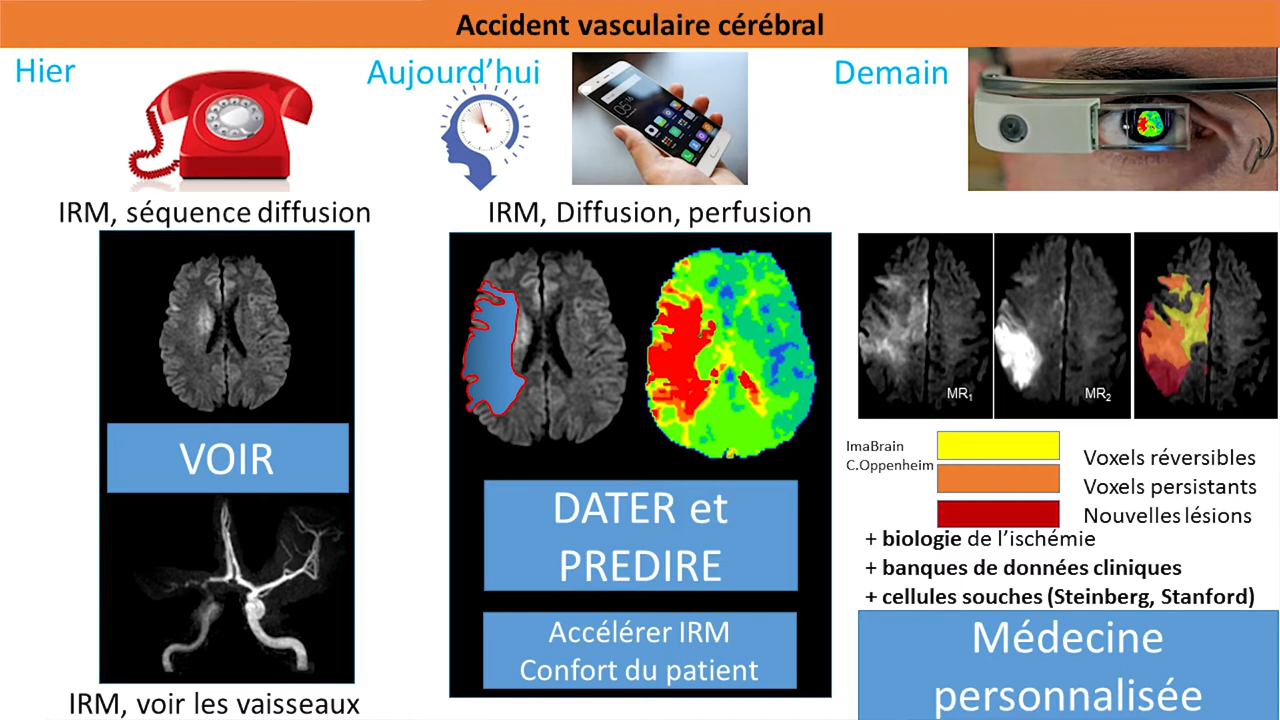 Accident vasculaire cérébral
Hier
IRM, séquence diffusion
VOIR
IRM, voir les vaisseaux
Aujourd’hui
05:16
IRM, Diffusion, perfusion
DATER et
PREDIRE
Accélérer IRM
Confort du patient
Demain
MR1
MR2
ImaBrain
C.Oppenheim
Voxels réversibles
Voxels persistants
Nouvelles lésions
+ biologie de l’ischémie
+ banques de données cliniques
+ cellules souches (Steinberg, Stanford)
Médecine
personnalisée